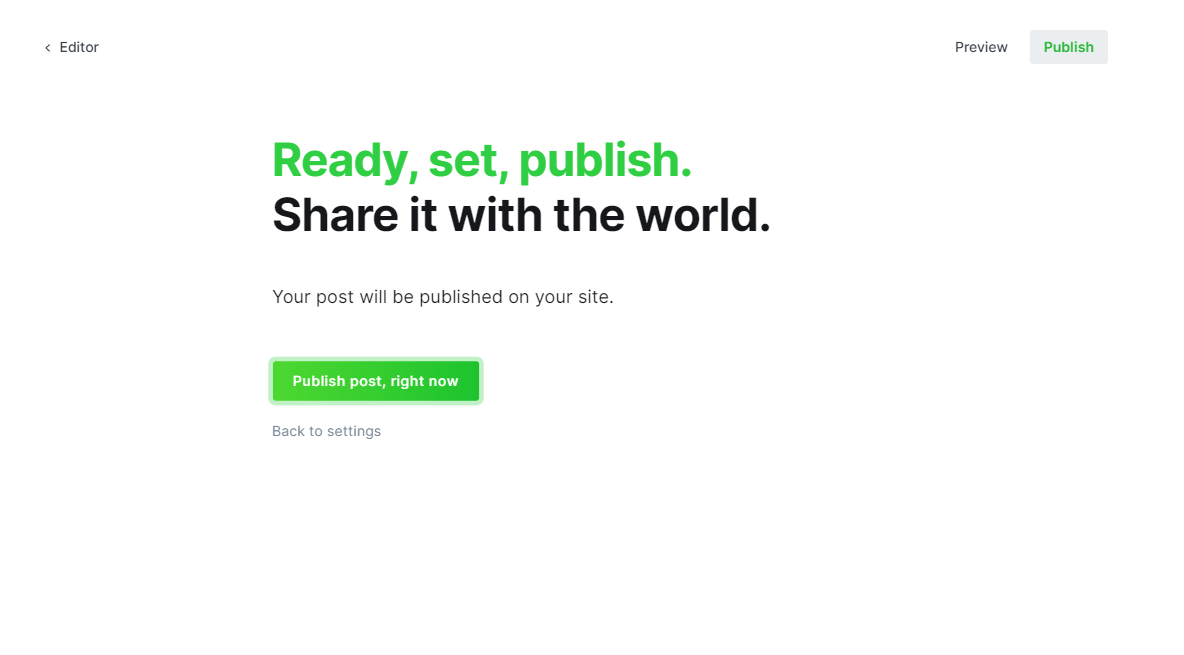 Editor
Preview
Publish
Ready, set, publish.
Share it with the world.
Your post will be published on your site.
Publish post, right now
Back to settings